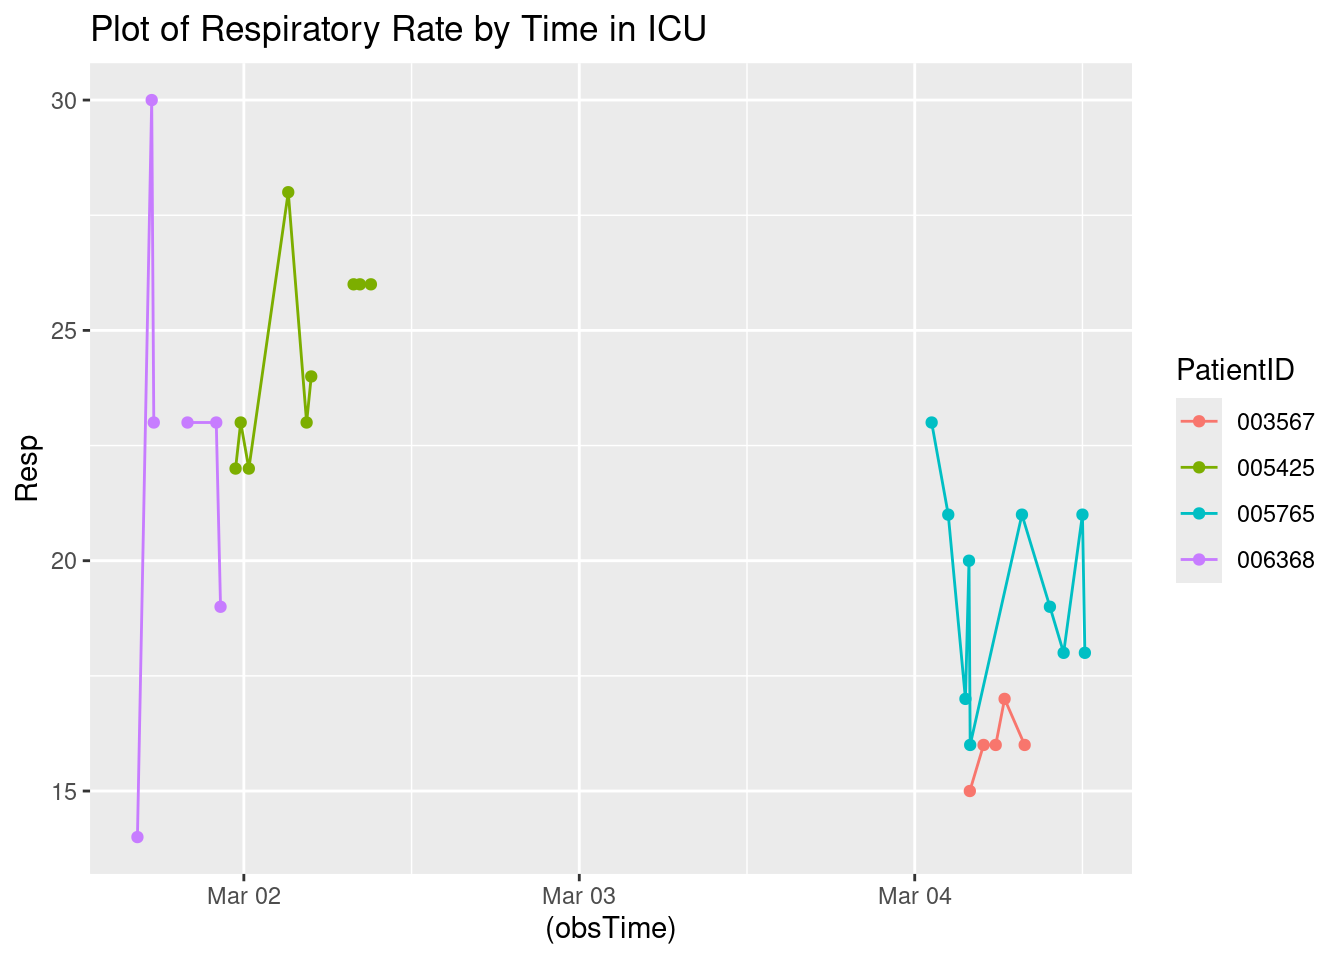 Plot of Respiratory Rate by Time in ICU
30
25
20
15
Resp
Mar 02
Mar 03
Mar 04
(obsTime)
PatientID
003567
005425
005765
006368